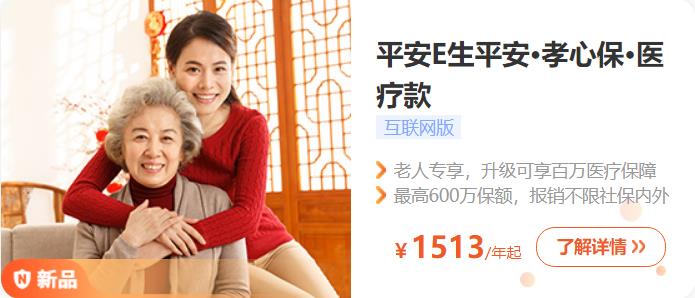 平安E生平安•孝心保•医
疗款
互联网版
老人专享，升级可享百万医疗保障
最高600万保额，报销不限社保内外
¥1513/年起
了解详情
N 新品